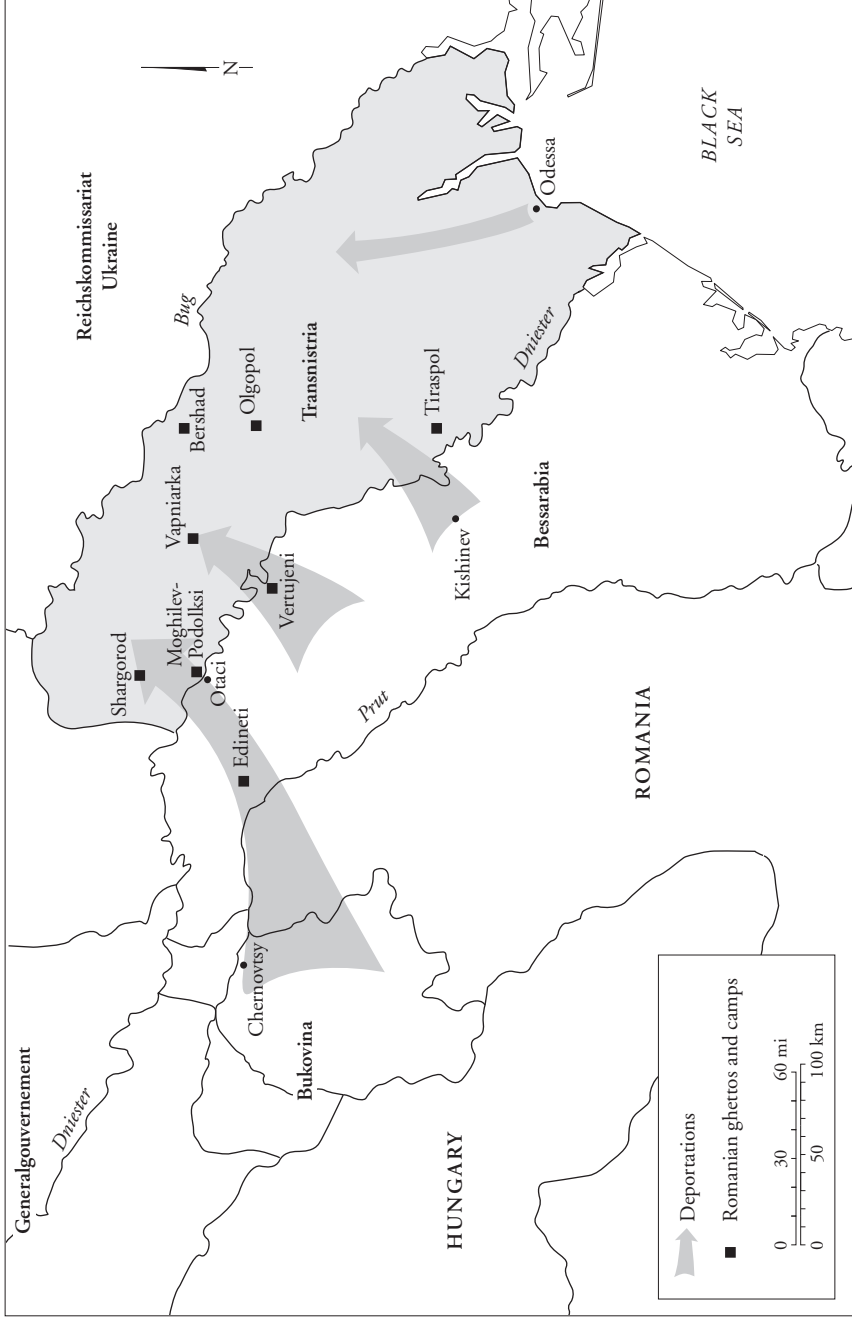 Generalgouvernement
Dniester
Reichskommissariat
Ukraine
N
Bug
Shargorod
Moghilev-
Podolksi
Otaci
Vapniarka
Bershad
Olgopol
Transnistria
Edineti
Vertujeni
Chernovtsy
Bukovina
Tiraspol
Kishinev
Dniester
Odessa
Bessarabia
Prut
BLACK
SEA
HUNGARY
ROMANIA
Deportations
Romanian ghettos and camps
0 30 60 mi
0 50 100 km